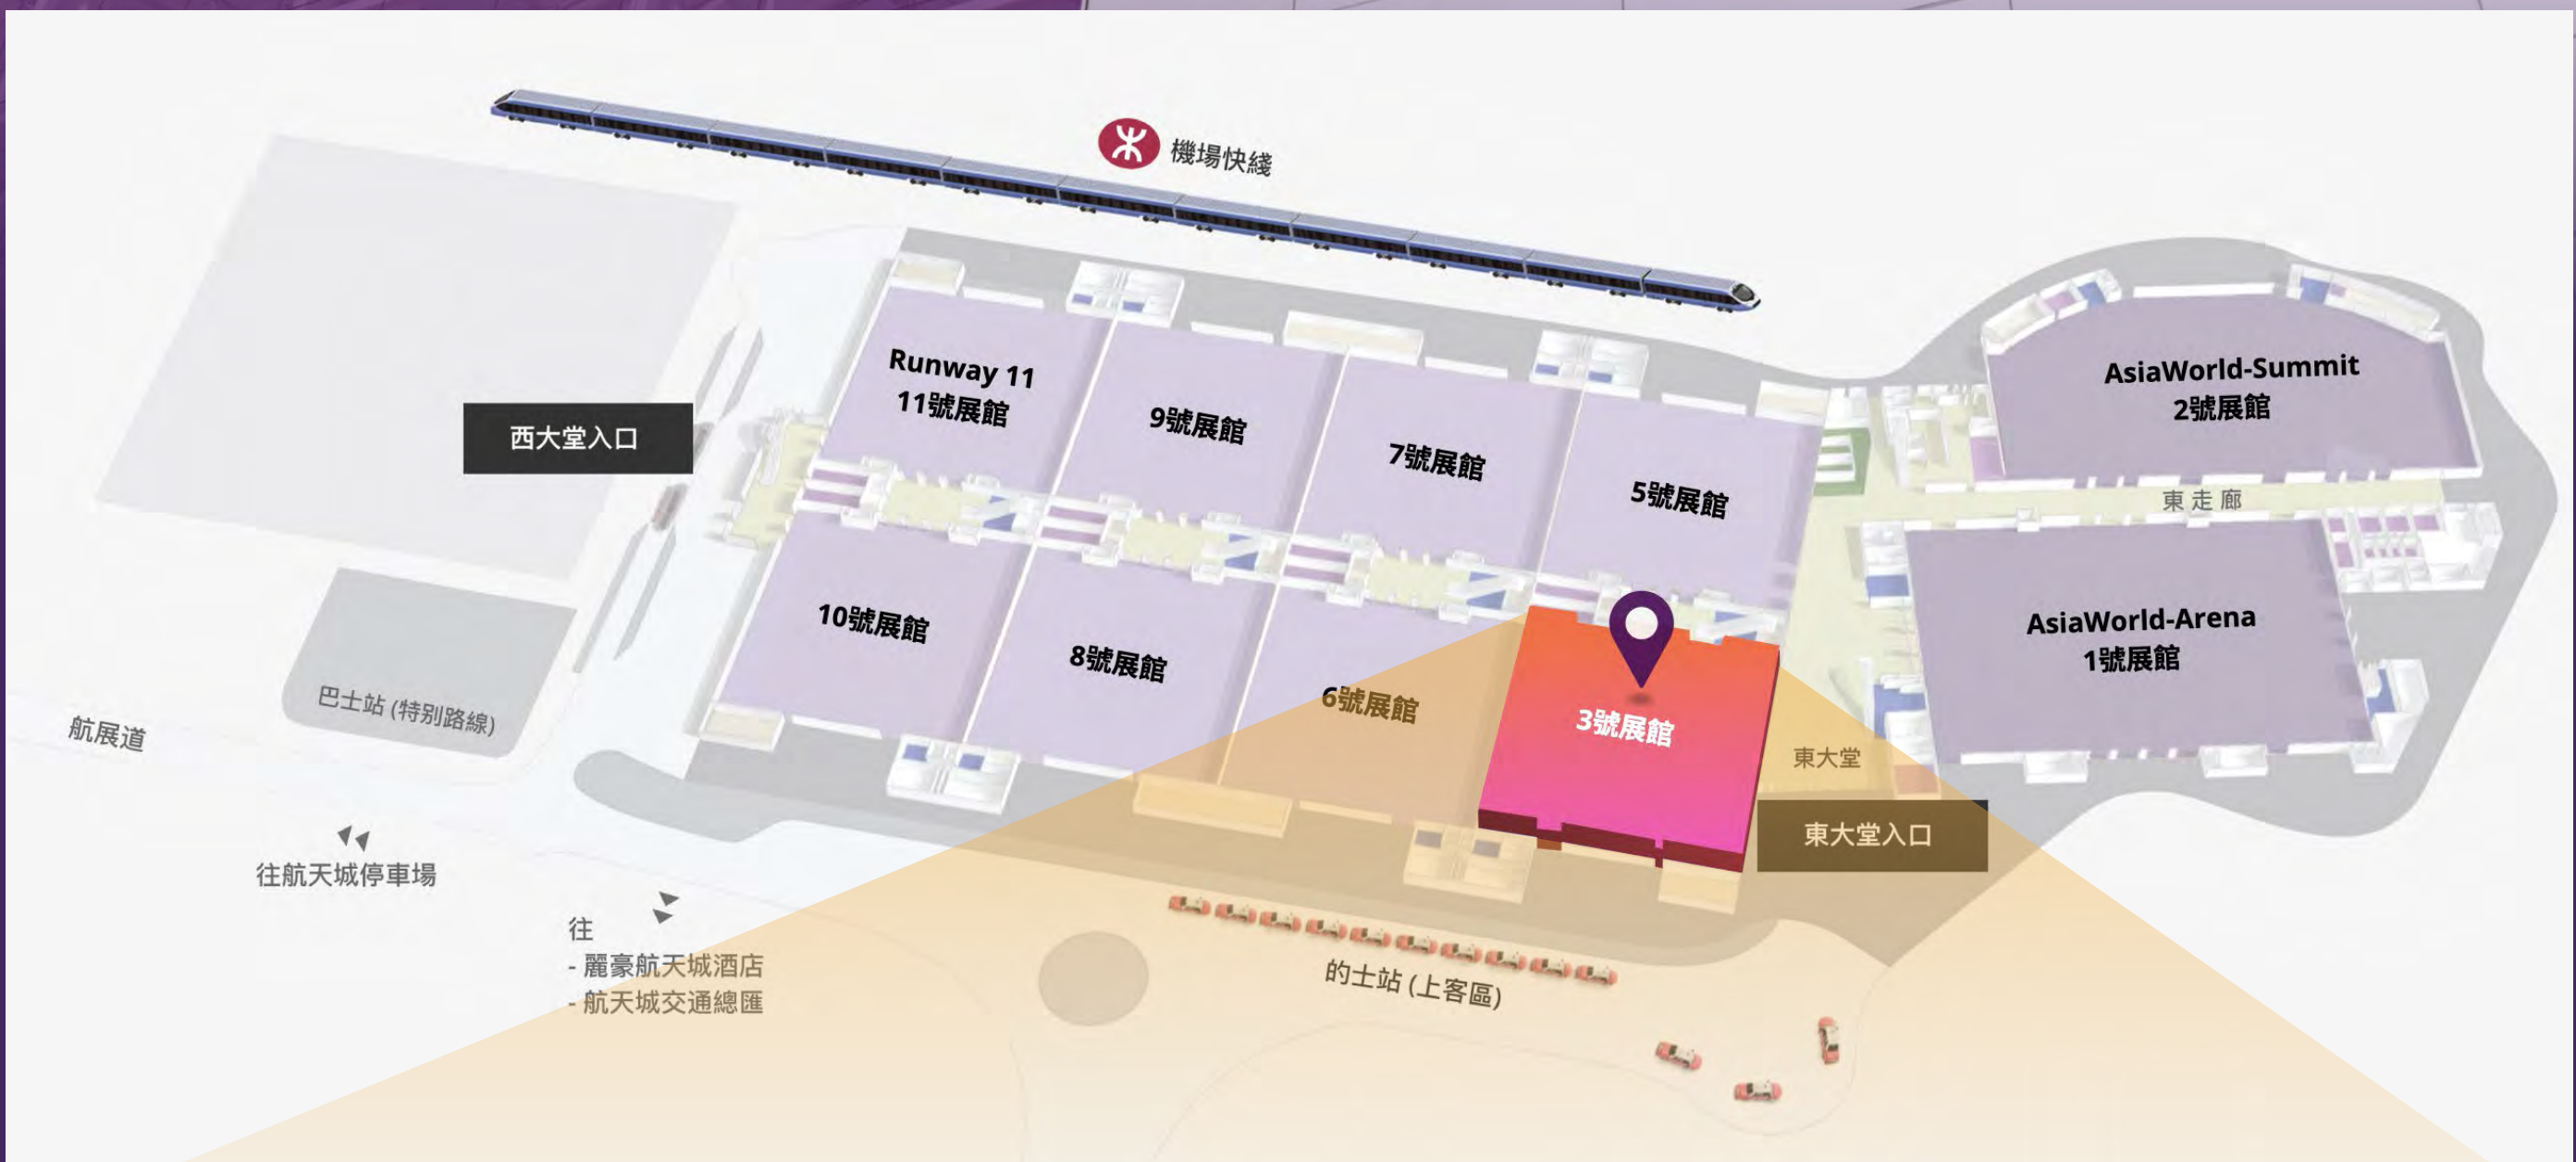 機場快綫
Runway 11
11號展館
9號展館
7號展館
5號展館
AsiaWorld-Summit
2號展館
西大堂入口
東走廊
10號展館
8號展館
6號展館
3號展館
AsiaWorld-Arena
1號展館
巴士站 (特別路線)
航展道
東大堂
東大堂入口
往航天城停車場
往
- 麗豪航天城酒店
- 航天城交通總匯
的士站 (上客區)